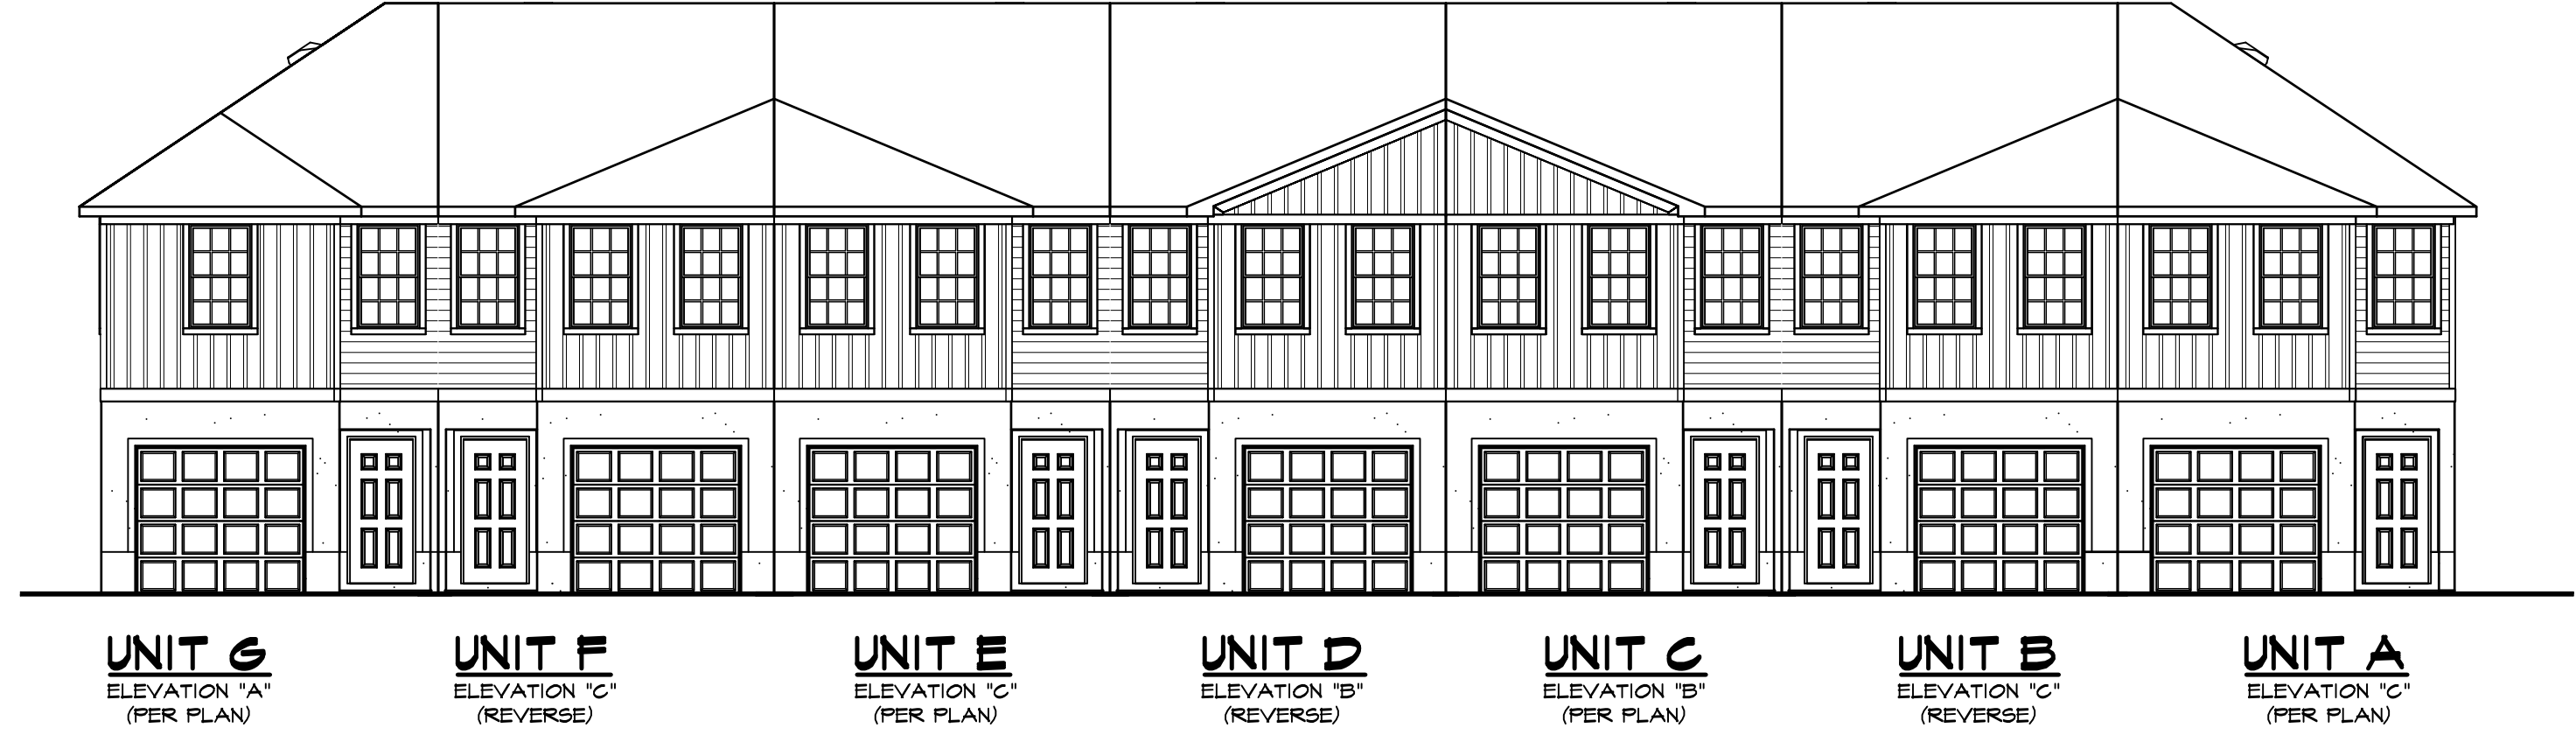 UNIT G
ELEVATION "A"
(PER PLAN)
UNIT F
ELEVATION "C"
(REVERSE)
UNIT E
ELEVATION "C"
(PER PLAN)
UNIT D
ELEVATION "B"
(REVERSE)
UNIT C
ELEVATION "B"
(PER PLAN)
UNIT B
ELEVATION "C"
(REVERSE)
UNIT A
ELEVATION "C"
(PER PLAN)